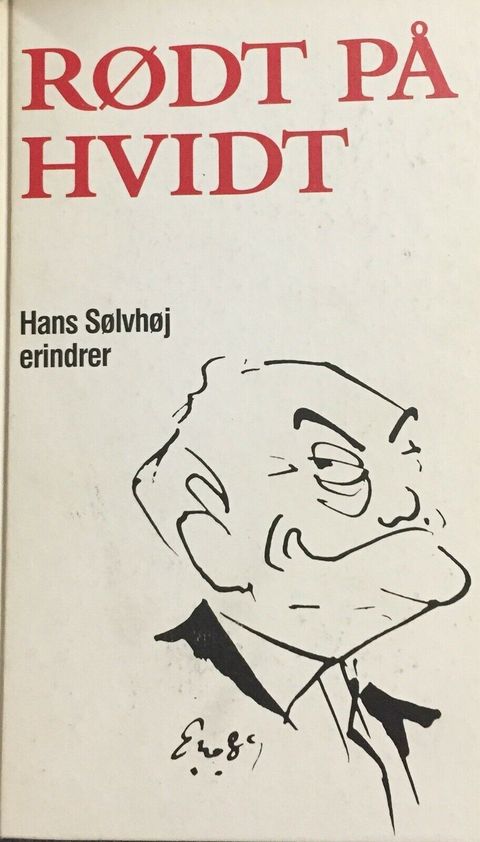 RØDT PÅ
HVIDT
Hans Sølvhøj
erindrer